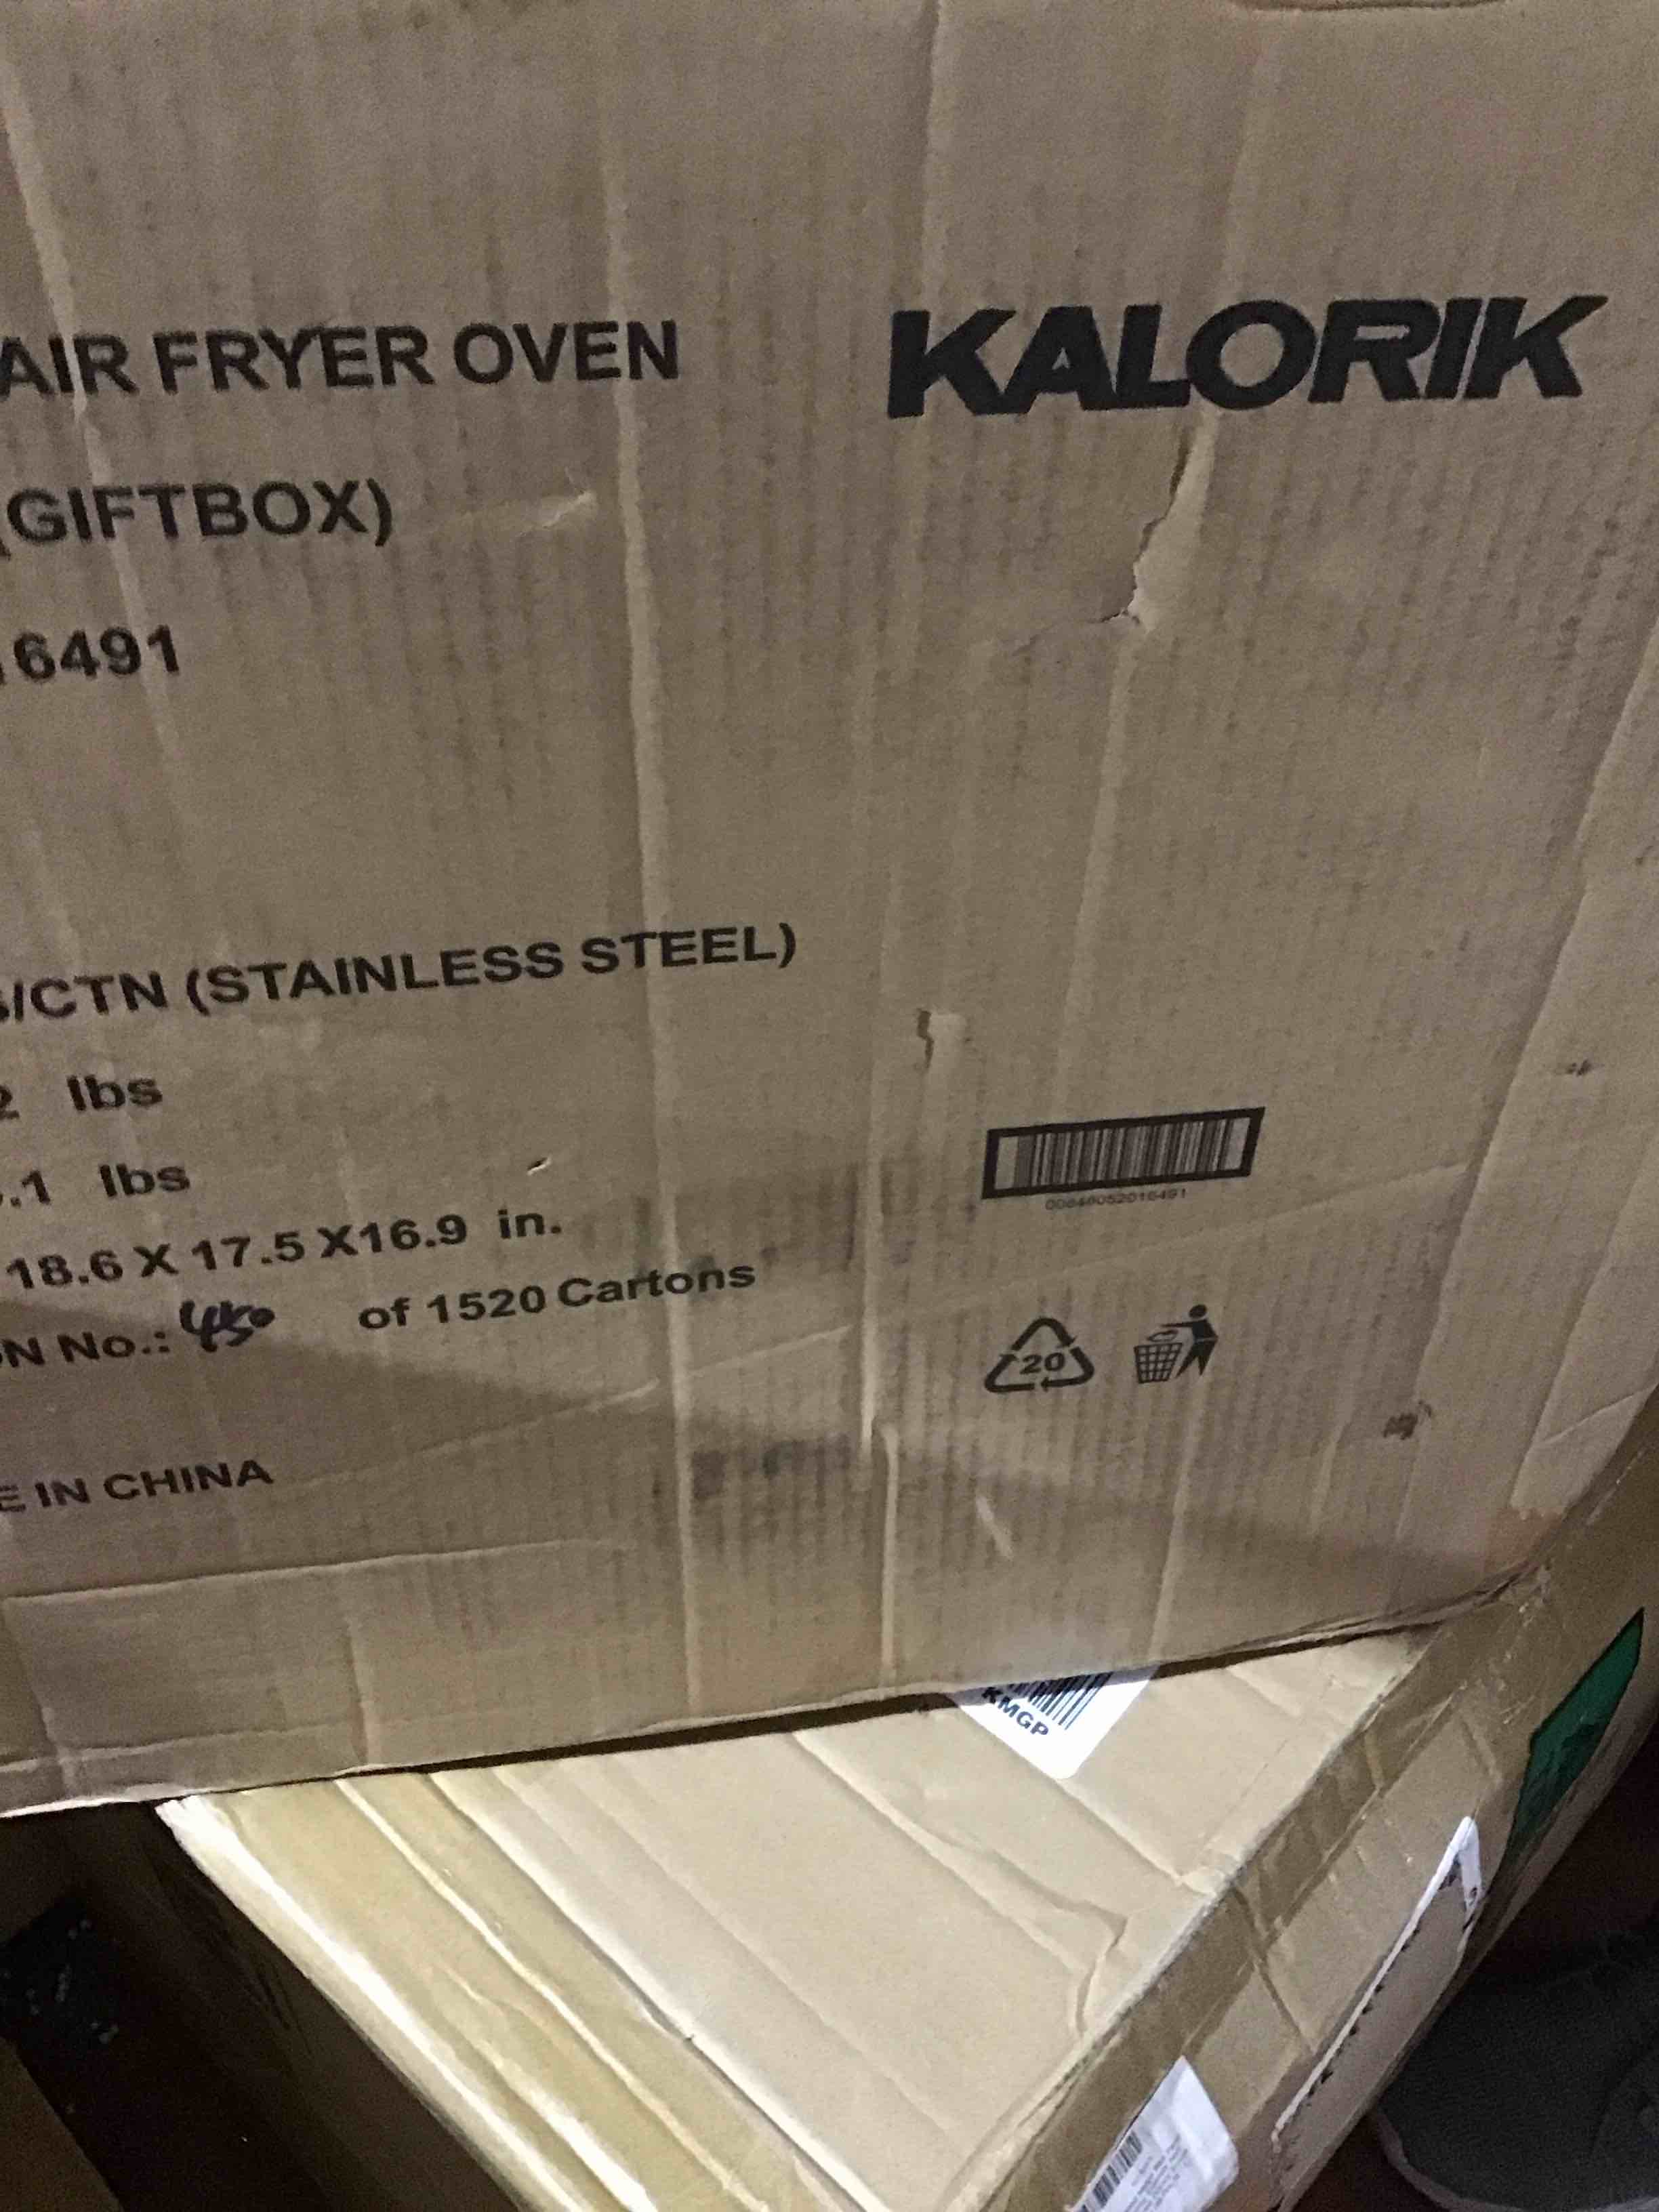 AIR FRYER OVEN
KALORIK
(GIFTBOX)
6491
/CTN (STAINLESS STEEL)
lbs
.1 lbs
18.6 X 17.5 X16.9 in.
N No.: 450 of 1520 Cartons
20
E IN CHINA
KMGP